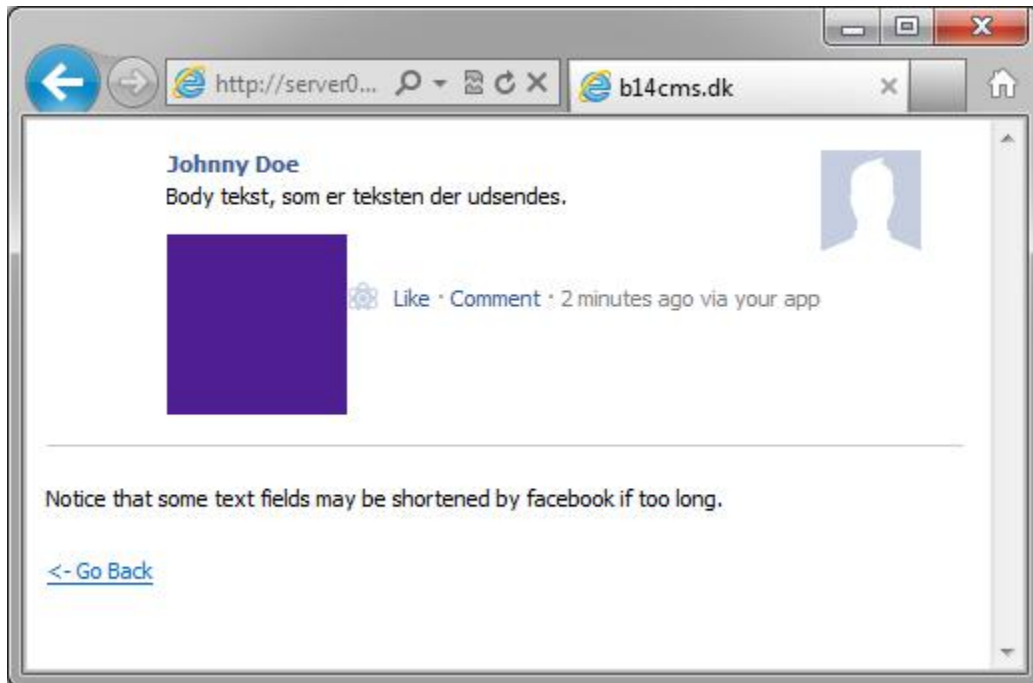 http://server0...
b14cms.dk
Johnny Doe
Body tekst, som er teksten der udsendes.
Like · Comment · 2 minutes ago via your app
Notice that some text fields may be shortened by facebook if too long.
<- Go Back